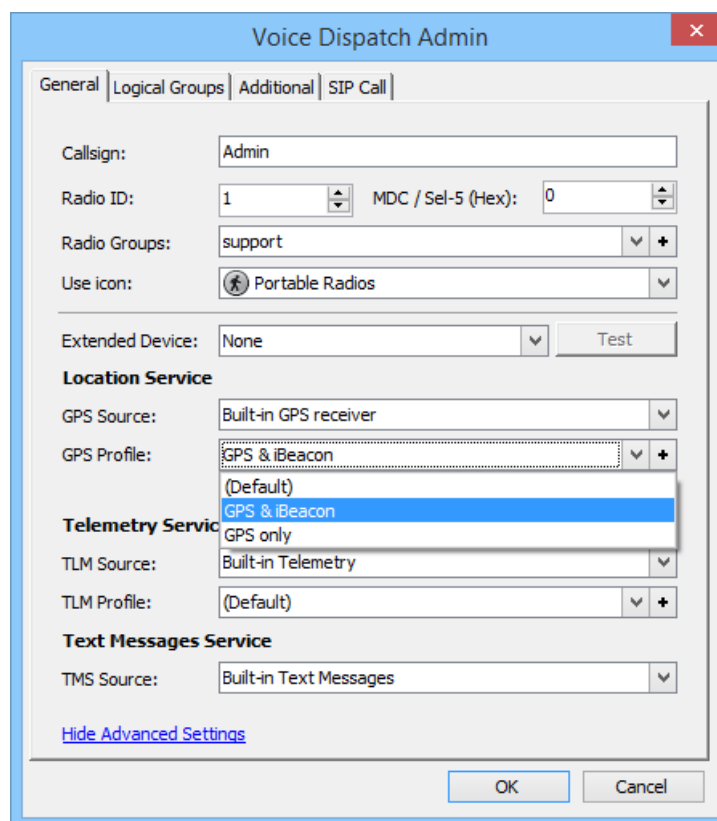 Voice Dispatch Admin
General Logical Groups Additional SIP Call
Callsign: Admin
Radio ID: 1 MDC / Sel-5 (Hex): 0
Radio Groups: support
Use icon: Portable Radios
Extended Device: None Test
Location Service
GPS Source: Built-in GPS receiver
GPS Profile: GPS & iBeacon
(Default)
GPS & iBeacon
Telemetry Servic
GPS only
TLM Source: Built-in Telemetry
TLM Profile: (Default)
Text Messages Service
TMS Source: Built-in Text Messages
Hide Advanced Settings
OK Cancel